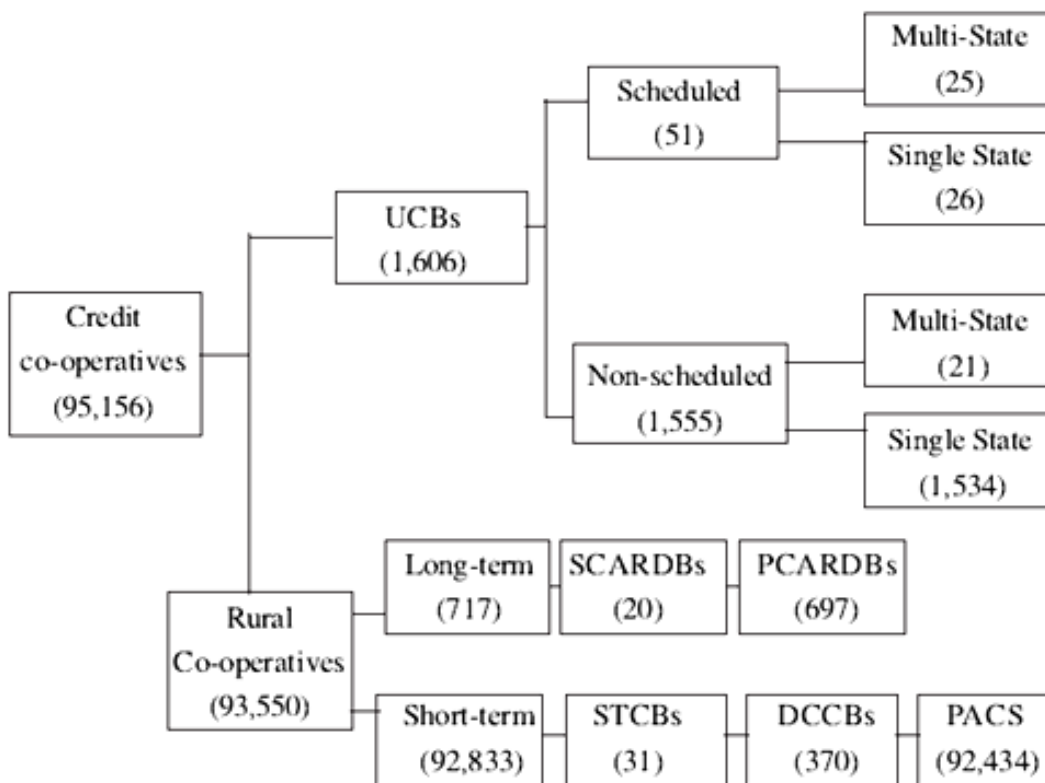 Credit
co-operatives
(95,156)
UCBs
(1,606)
Scheduled
(51)
Multi-State
(25)
Single State
(26)
Non-scheduled
(1,555)
Multi-State
(21)
Single State
(1,534)
Rural
Co-operatives
(93,550)
Long-term
(717)
SCARDBs
(20)
PCARDBs
(697)
Short-term
(92,833)
STCBs
(31)
DCCBs
(370)
PACS
(92,434)